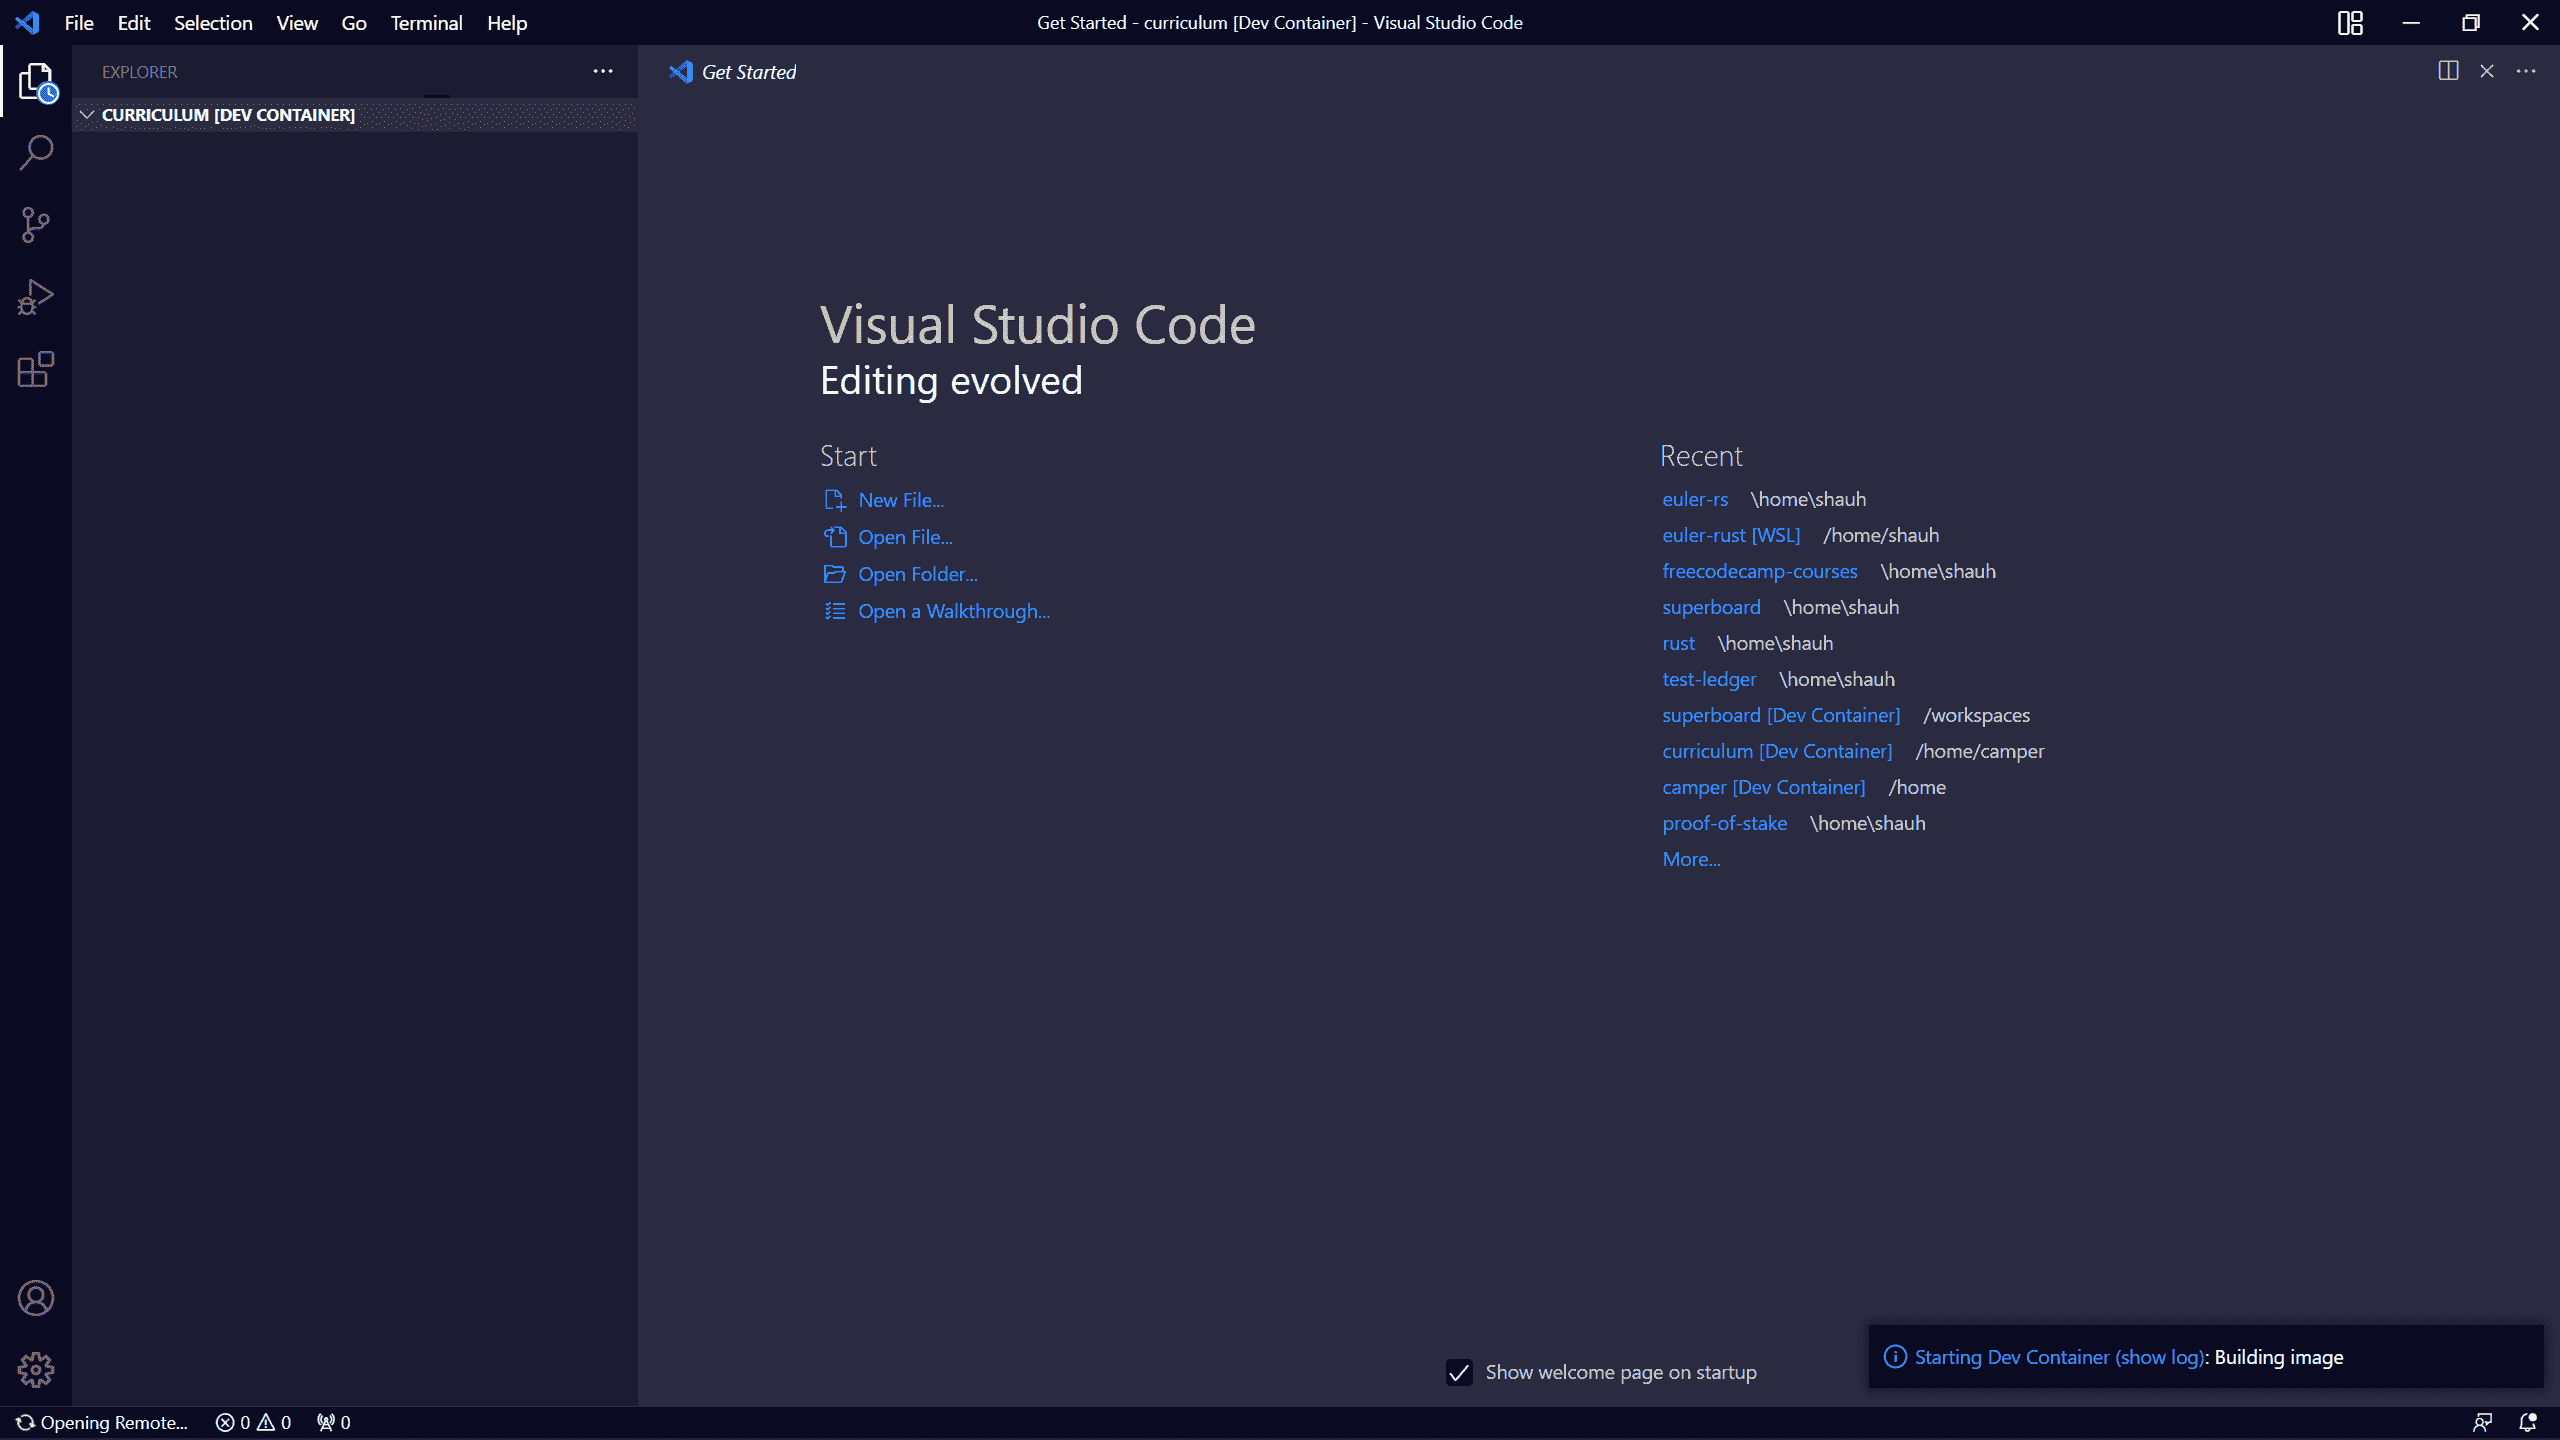 File Edit Selection View Go Terminal Help
Get Started - curriculum [Dev Container] - Visual Studio Code
EXPLORER
Get Started
CURRICULUM [DEV CONTAINER]
Visual Studio Code
Editing evolved
Start
New File...
Open File...
Open Folder...
Open a Walkthrough...
Recent
euler-rs \home\shauh
euler-rust [WSL] /home/shauh
freecodecamp-courses \home\shauh
superboard \home\shauh
rust \home\shauh
test-ledger \home\shauh
superboard [Dev Container] /workspaces
curriculum [Dev Container] /home/camper
camper [Dev Container] /home
proof-of-stake \home\shauh
More...
Show welcome page on startup
Starting Dev Container (show log): Building image
Opening Remote... 0 0 0